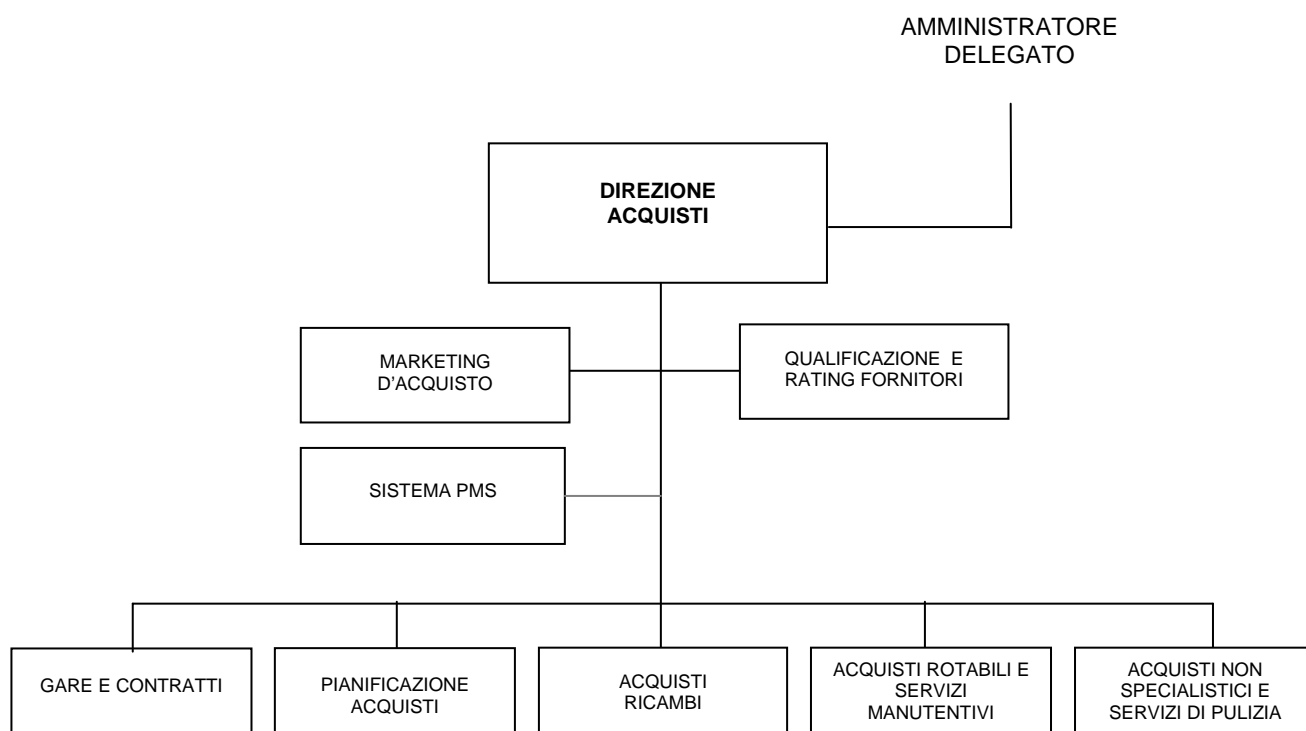 AMMINISTRATORE
DELEGATO
DIREZIONE
ACQUISTI
MARKETING
D'ACQUISTO
QUALIFICAZIONE E
RATING FORNITORI
SISTEMA PMS
GARE E CONTRATTI
PIANIFICAZIONE
ACQUISTI
ACQUISTI
RICAMBI
ACQUISTI ROTABILI E
SERVIZI
MANUTENTIVI
ACQUISTI NON
SPECIALISTICI E
SERVIZI DI PULIZIA